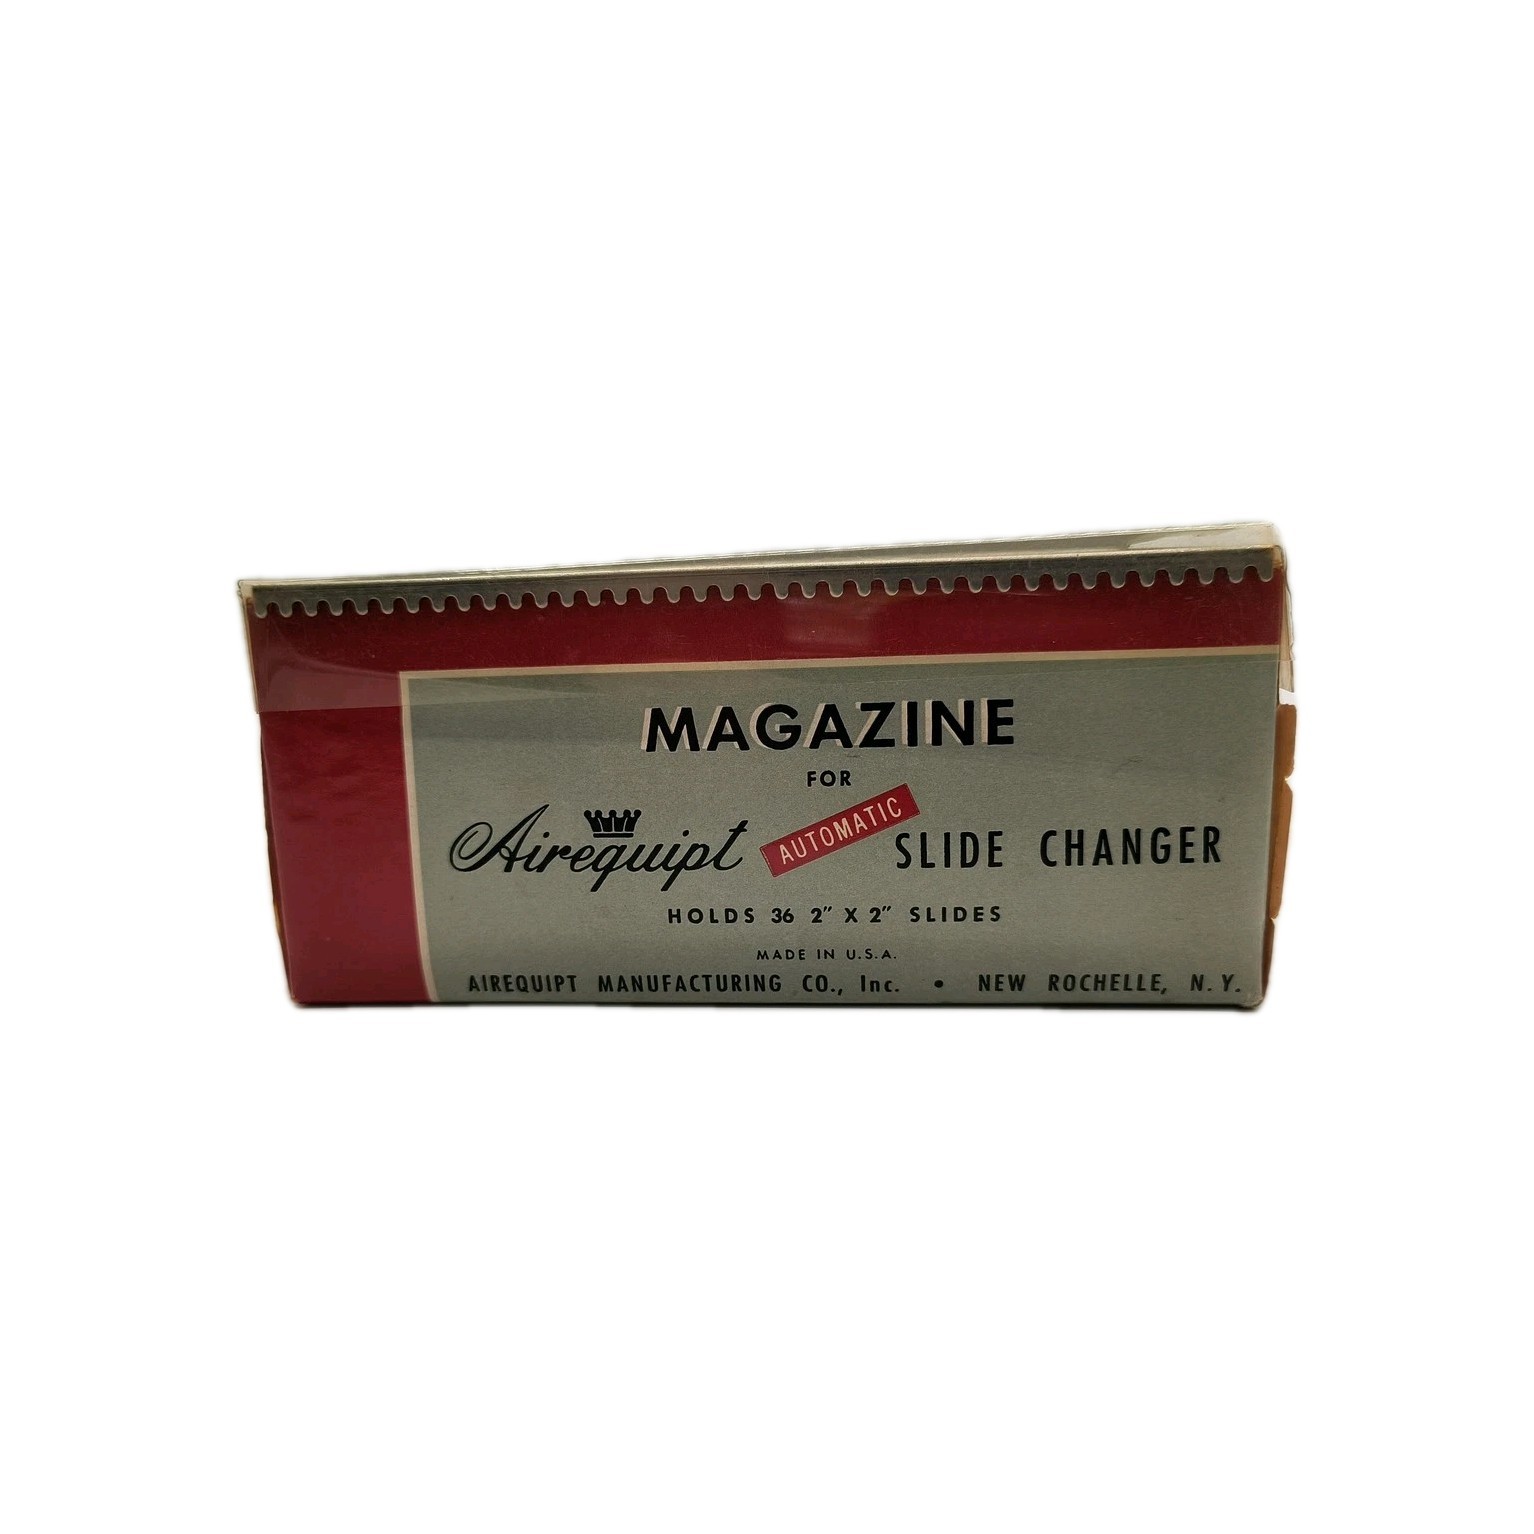 MAGAZINE
FOR
Airequipt AUTOMATIC SLIDE CHANGER
HOLDS 36 2" X 2" SLIDES
MADE IN U.S.A.
AIREQUIPT MANUFACTURING CO., Inc. • NEW ROCHELLE, N.Y.